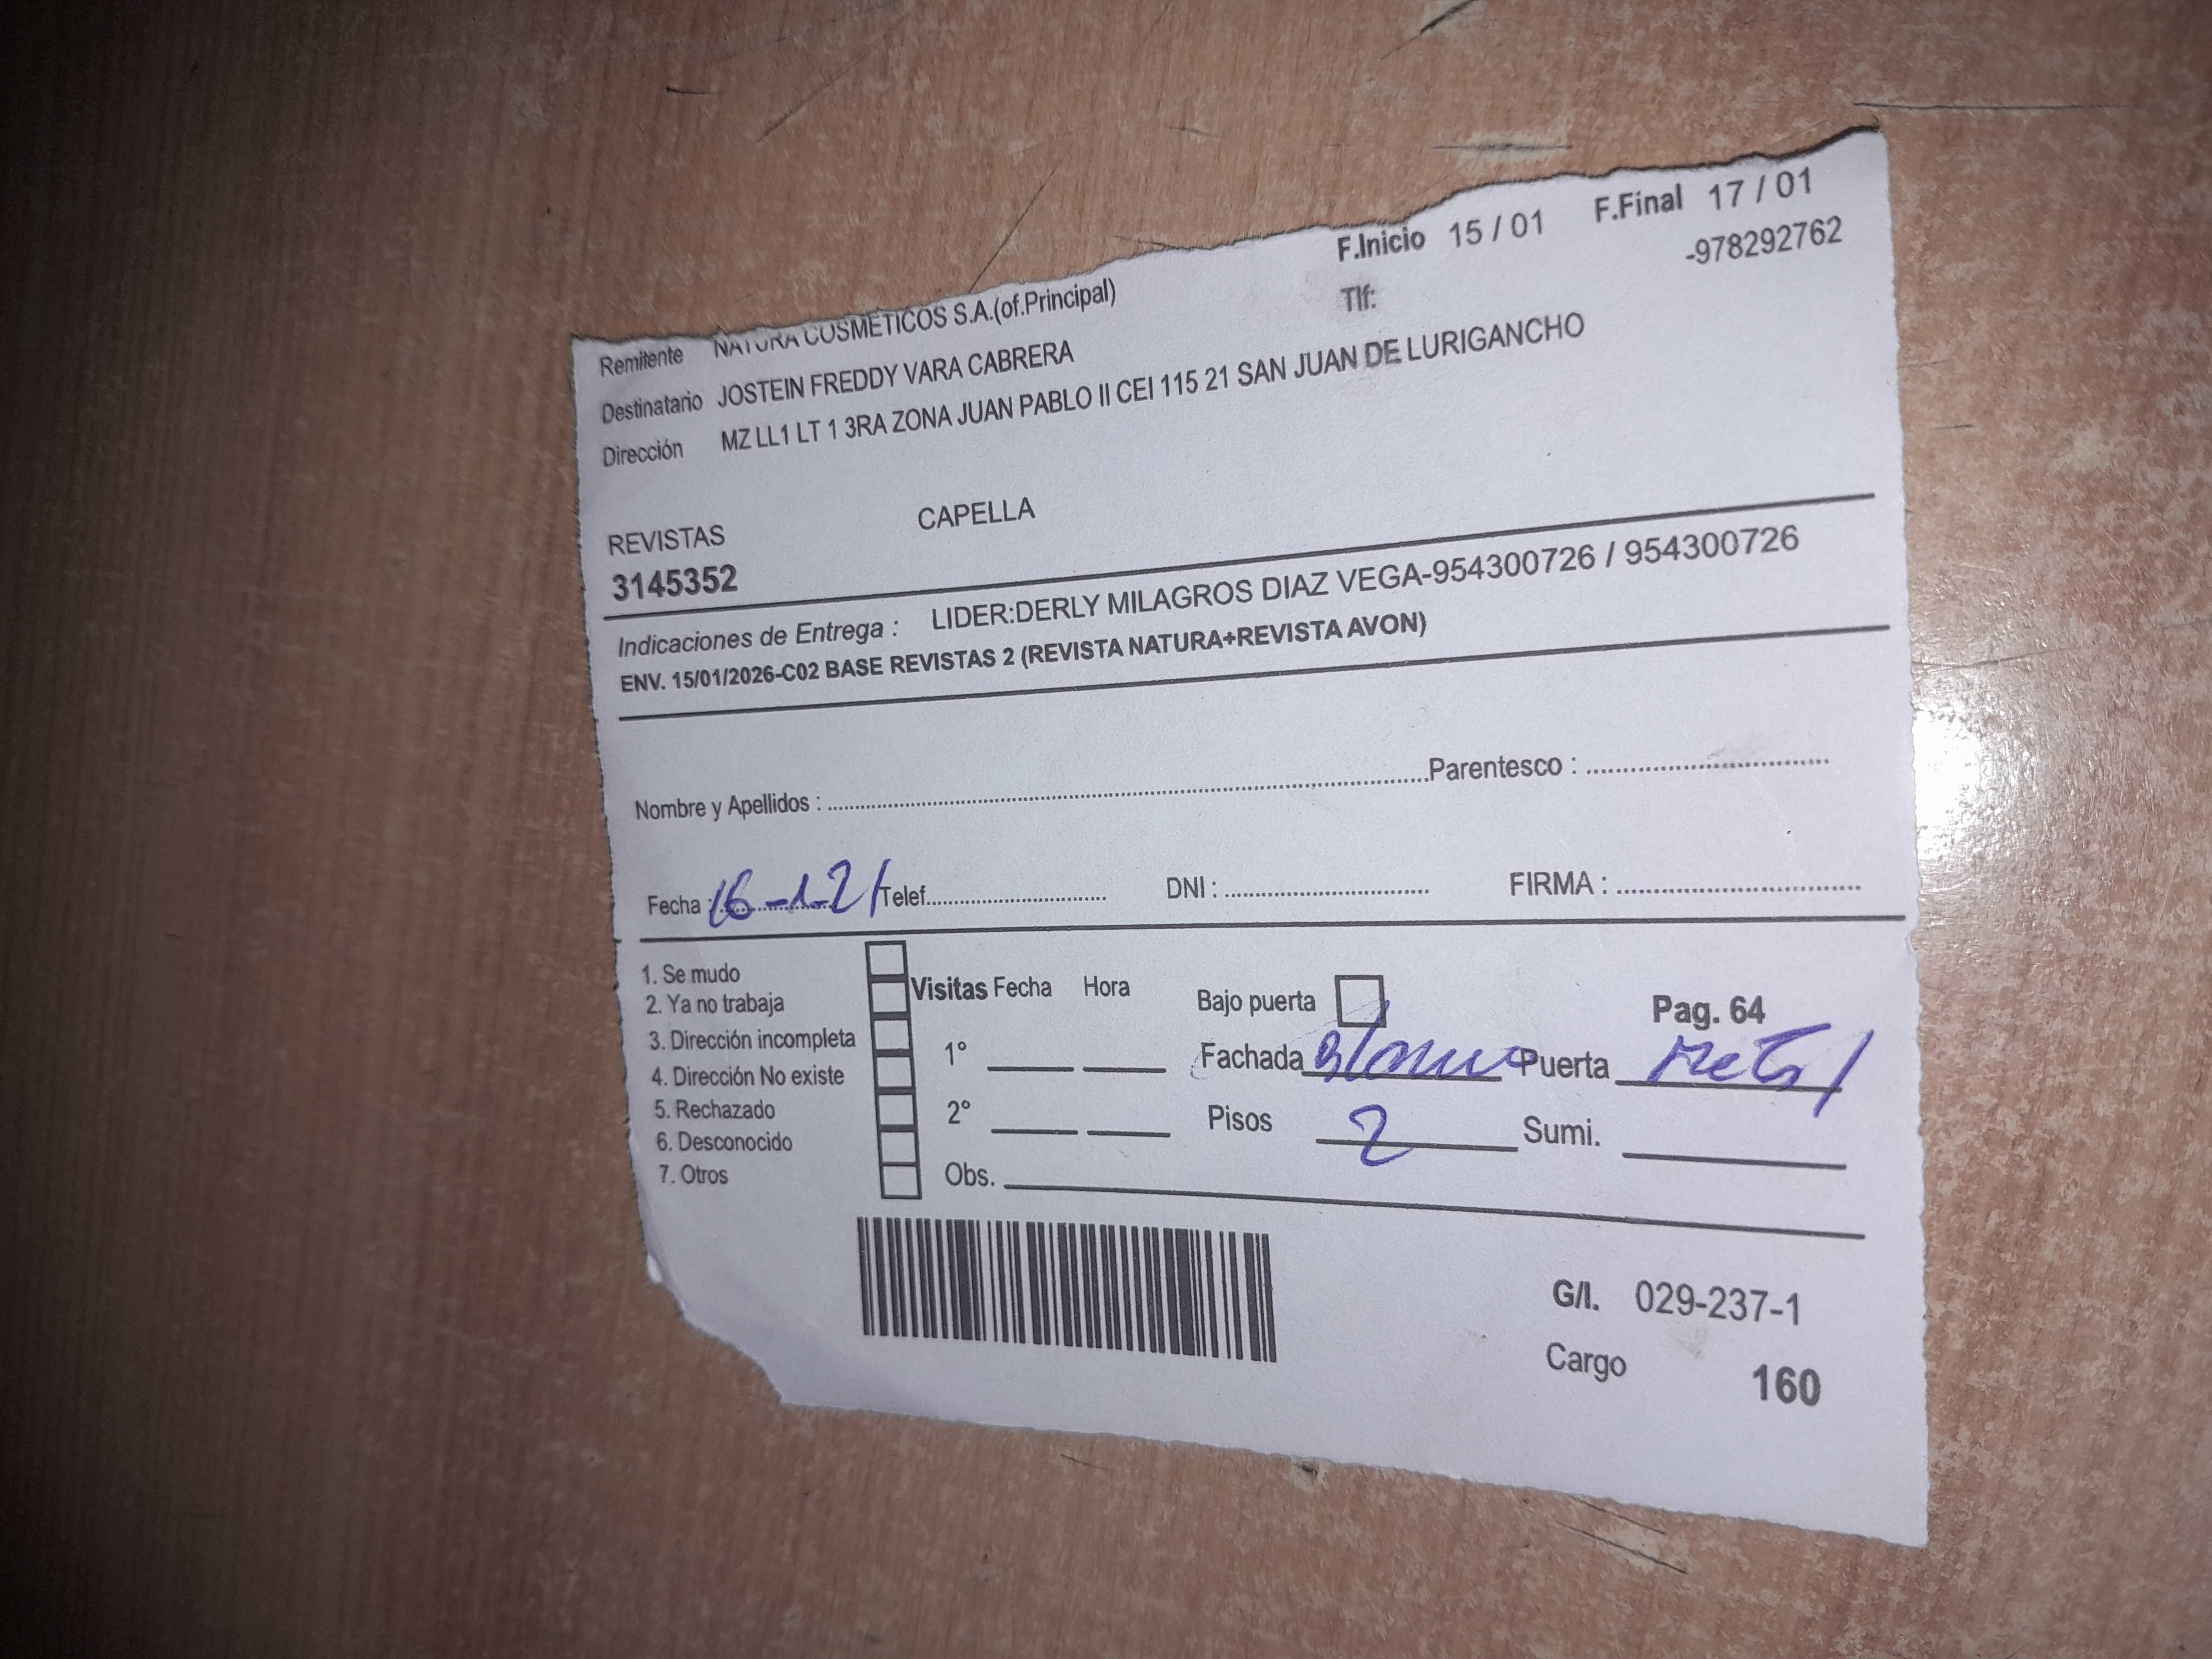 F.Inicio 15 / 01 F.Final 17 / 01
Remitente NATURA COSMETICOS S.A.(of.Principal) Tlf: -978292762
Destinatario JOSTEIN FREDDY VARA CABRERA
Dirección MZ LL1 LT 1 3RA ZONA JUAN PABLO II CEI 115 21 SAN JUAN DE LURIGANCHO
REVISTAS CAPELLA
3145352
Indicaciones de Entrega : LIDER:DERLY MILAGROS DIAZ VEGA-954300726 / 954300726
ENV. 15/01/2026-C02 BASE REVISTAS 2 (REVISTA NATURA+REVISTA AVON)
Nombre y Apellidos : Parentesco :
Fecha : 16-1-2 Telef. DNI : FIRMA :
1. Se mudo
2. Ya no trabaja
3. Dirección incompleta
4. Dirección No existe
5. Rechazado
6. Desconocido
7. Otros
Visitas Fecha Hora
1°
2°
Obs.
Bajo puerta Pag. 64
Fachada Blanco Puerta Metal
Pisos 2 Sumi.
G/I. 029-237-1
Cargo 160